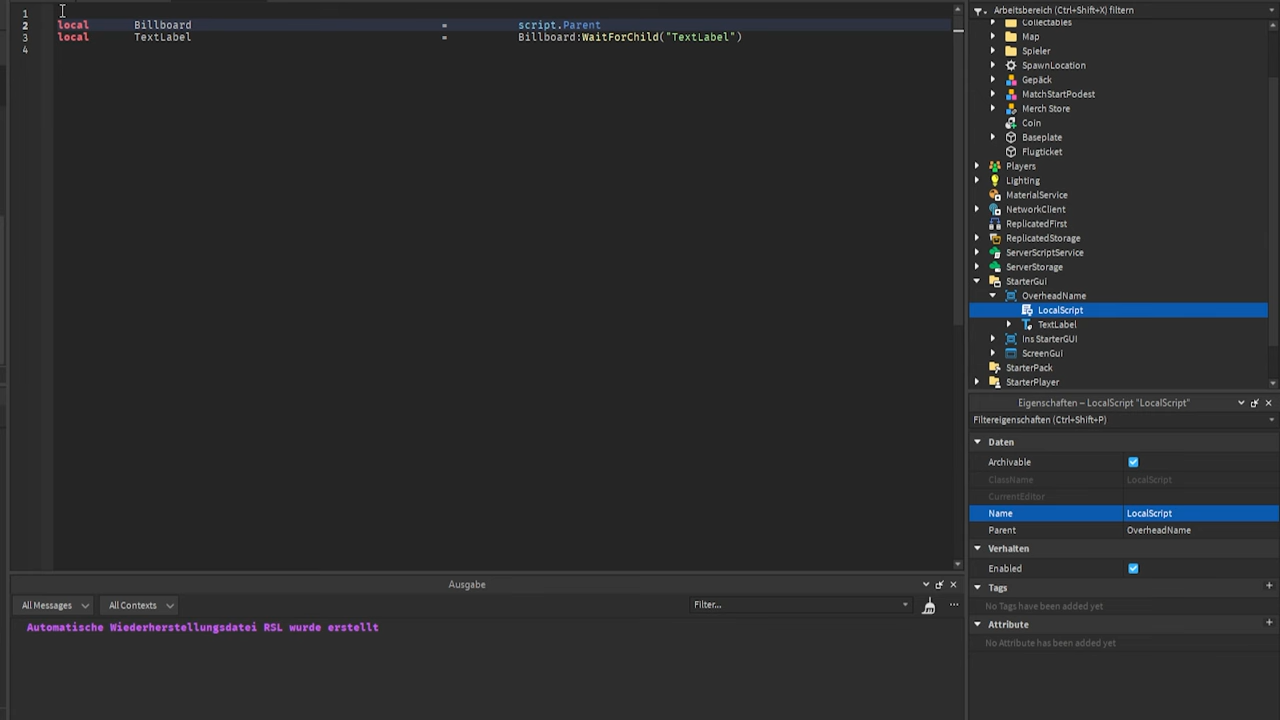 1
2 local Billboard = script.Parent
3 local TextLabel = Billboard:WaitForChild("TextLabel")
4
Arbeitsbereich (Ctrl+Shift+X) filtern
Collectables
Map
Spieler
SpawnLocation
Gepäck
MatchStartPodest
Merch Store
Coin
Baseplate
Flugticket
Players
Lighting
MaterialService
NetworkClient
ReplicatedFirst
ReplicatedStorage
ServerScriptService
ServerStorage
StarterGui
OverheadName
LocalScript
TextLabel
Ins StarterGUI
ScreenGui
StarterPack
StarterPlayer
Eigenschaften – LocalScript "LocalScript"
Filtereigenschaften (Ctrl+Shift+P)
Daten
Archivable
ClassName LocalScript
CurrentEditor
Name LocalScript
Parent OverheadName
Verhalten
Enabled
Tags
No Tags have been added yet
Attribute
No Attribute has been added yet
Ausgabe
All Messages All Contexts Filter...
Automatische Wiederherstellungsdatei RSL wurde erstellt